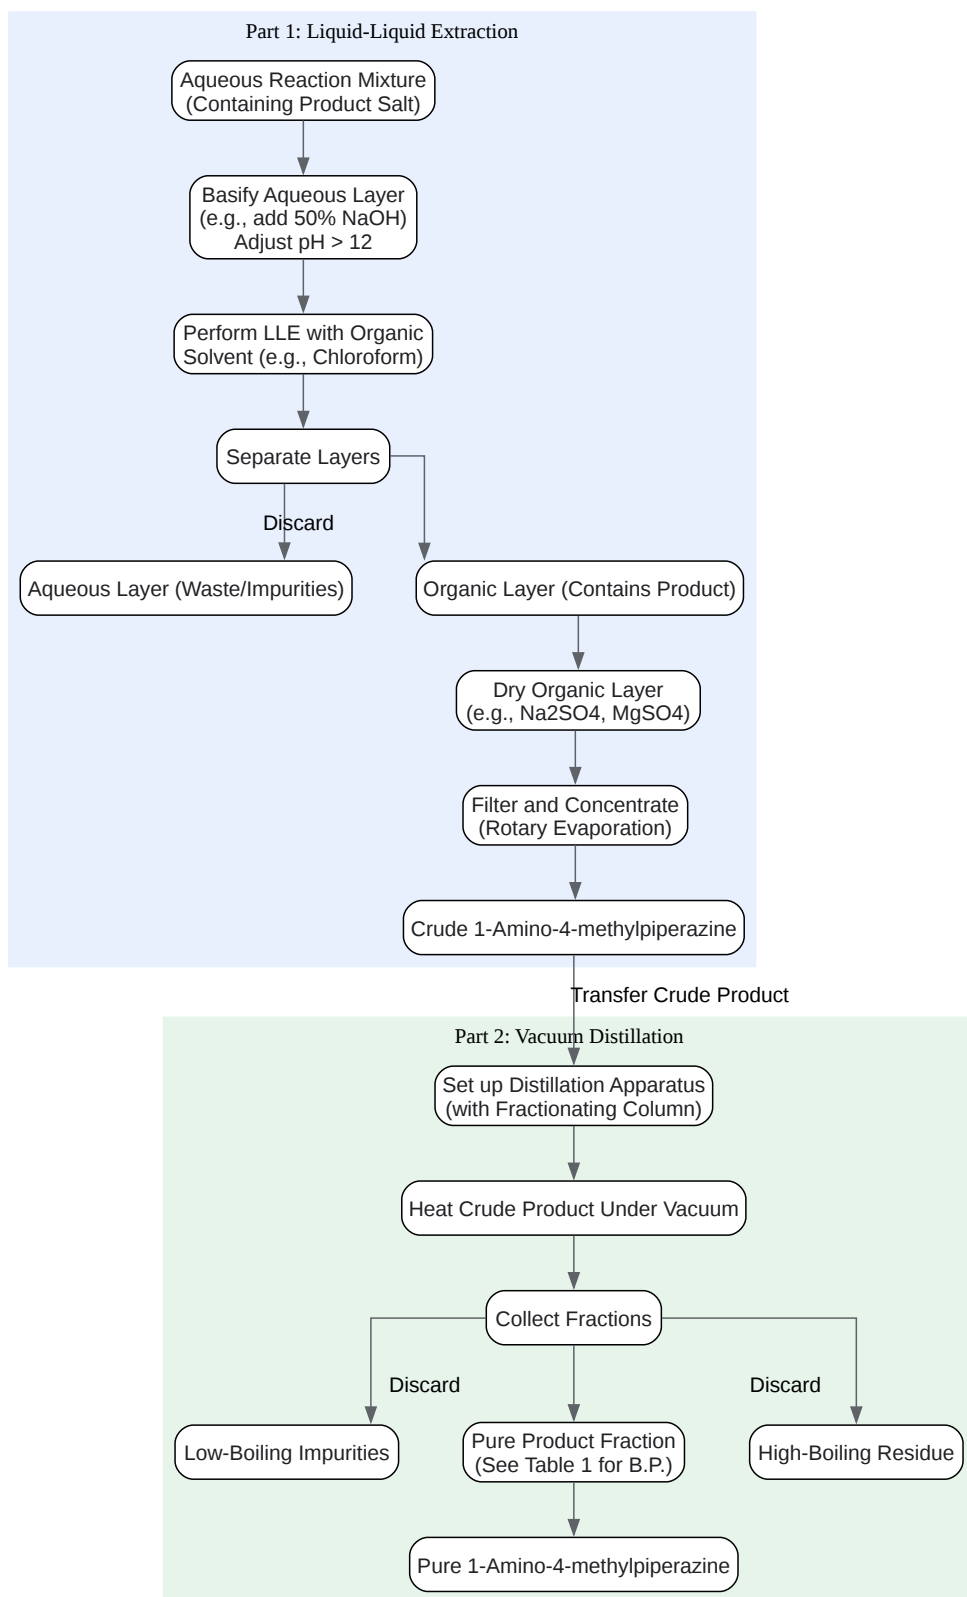 Part 1: Liquid-Liquid Extraction
Aqueous Reaction Mixture
(Containing Product Salt)
Basify Aqueous Layer
(e.g., add 50% NaOH)
Adjust pH > 12
Perform LLE with Organic
Solvent (e.g., Chloroform)
Separate Layers
Discard
Aqueous Layer (Waste/Impurities)
Organic Layer (Contains Product)
Dry Organic Layer
(e.g., Na2SO4, MgSO4)
Filter and Concentrate
(Rotary Evaporation)
Crude 1-Amino-4-methylpiperazine
Transfer Crude Product
Part 2: Vacuum Distillation
Set up Distillation Apparatus
(with Fractionating Column)
Heat Crude Product Under Vacuum
Collect Fractions
Discard
Discard
Low-Boiling Impurities
Pure Product Fraction
(See Table 1 for B.P.)
High-Boiling Residue
Pure 1-Amino-4-methylpiperazine